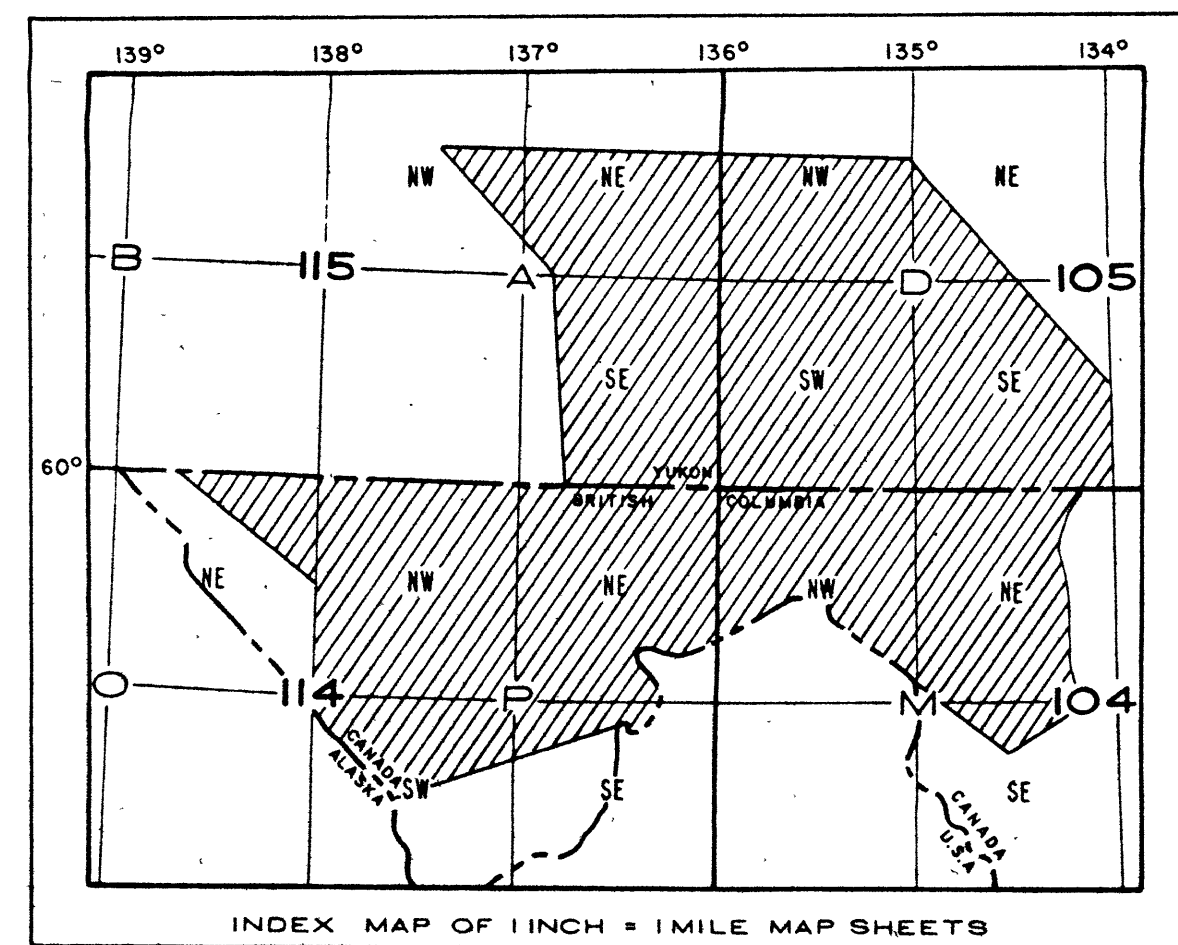 139° 138° 137° 136° 135° 134°
NW NE NW NE
B 115 A D 105
SE SW SE
60°
YUKON
BRITISH COLUMBIA
NE NW NE NW NE
O 114 P M 104
CANADA
ALASKA
SW SE SE
CANADA
U.S.A
INDEX MAP OF 1 INCH = 1 MILE MAP SHEETS